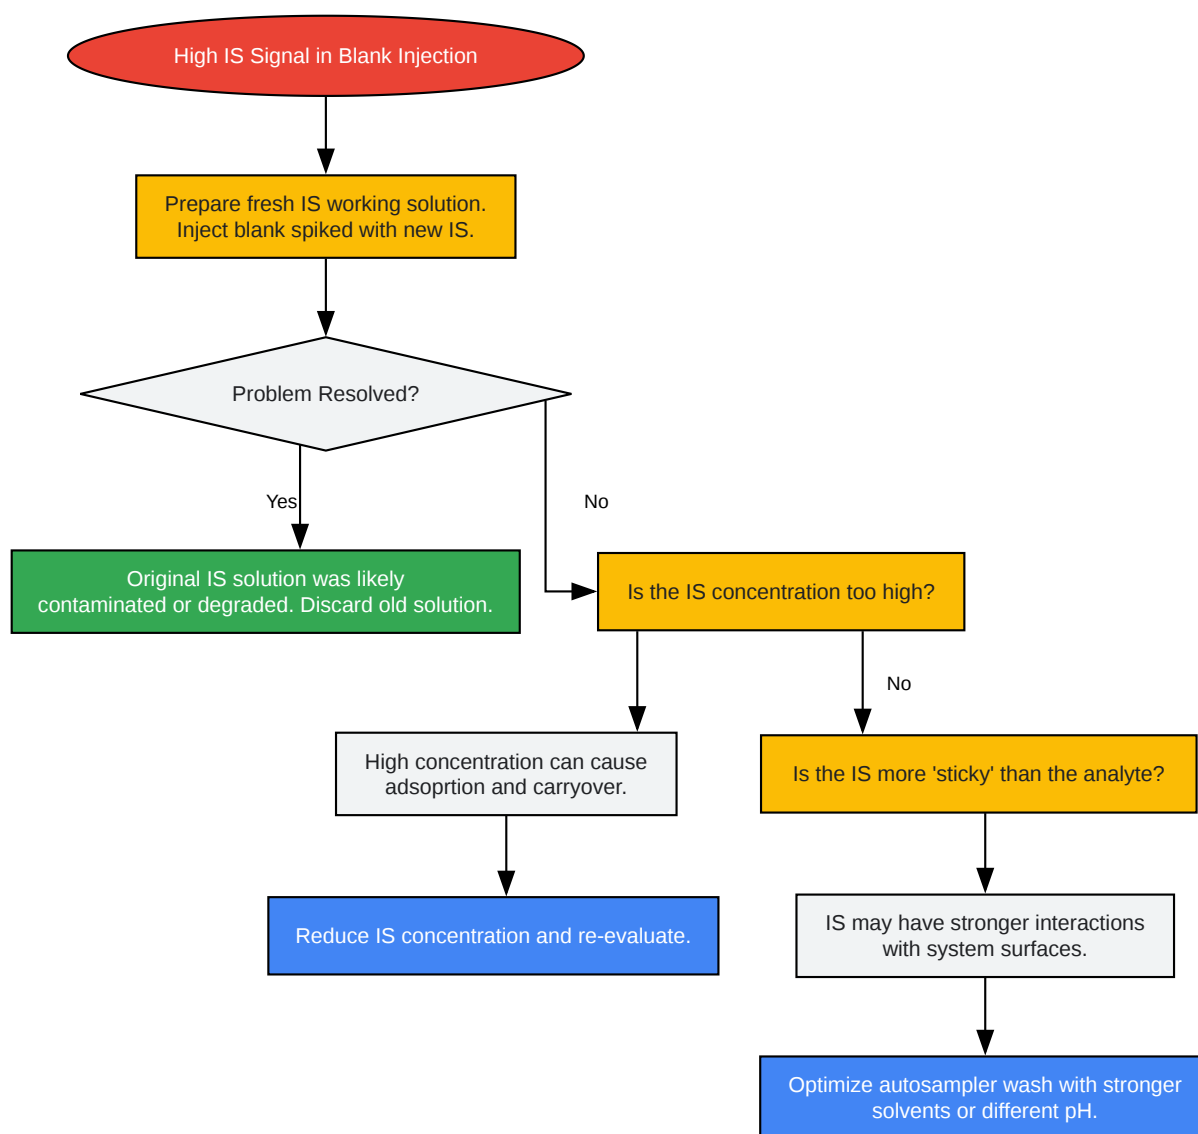 High IS Signal in Blank Injection
Prepare fresh IS working solution.
Inject blank spiked with new IS.
Problem Resolved?
Yes
No
Original IS solution was likely
contaminated or degraded. Discard old solution.
Is the IS concentration too high?
No
High concentration can cause
adsoprtion and carryover.
Is the IS more 'sticky' than the analyte?
Reduce IS concentration and re-evaluate.
IS may have stronger interactions
with system surfaces.
Optimize autosampler wash with stronger
solvents or different pH.